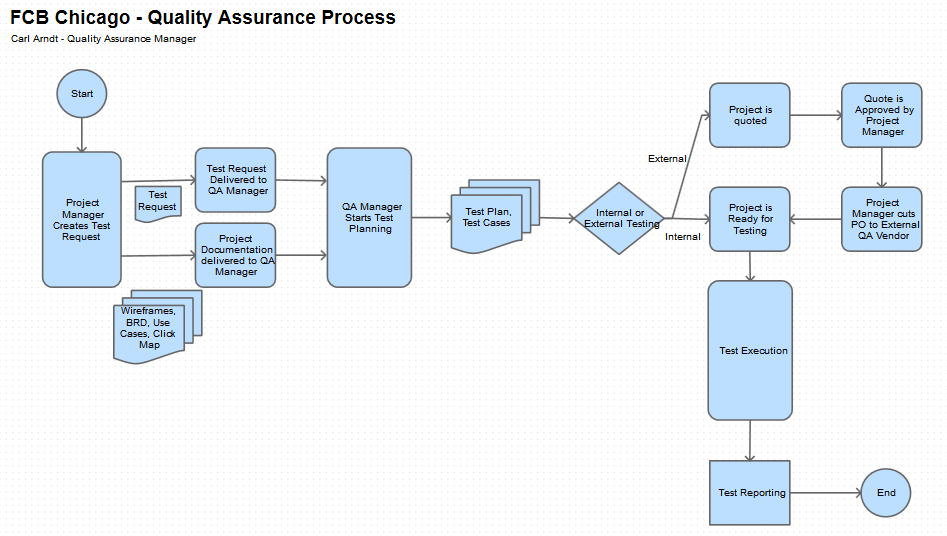 FCB Chicago - Quality Assurance Process
Carl Arndt - Quality Assurance Manager
Start
Project
Manager
Creates Test
Request
Test
Request
Wireframes,
BRD, Use
Cases, Click
Map
Test Request
Delivered to
QA Manager
Project
Documentation
delivered to QA
Manager
QA Manager
Starts Test
Planning
Test Plan,
Test Cases
Internal or
External Testing
External
Internal
Project is
quoted
Quote is
Approved by
Project
Manager
Project
Manager cuts
PO to External
QA Vendor
Project is
Ready for
Testing
Test Execution
Test Reporting
End